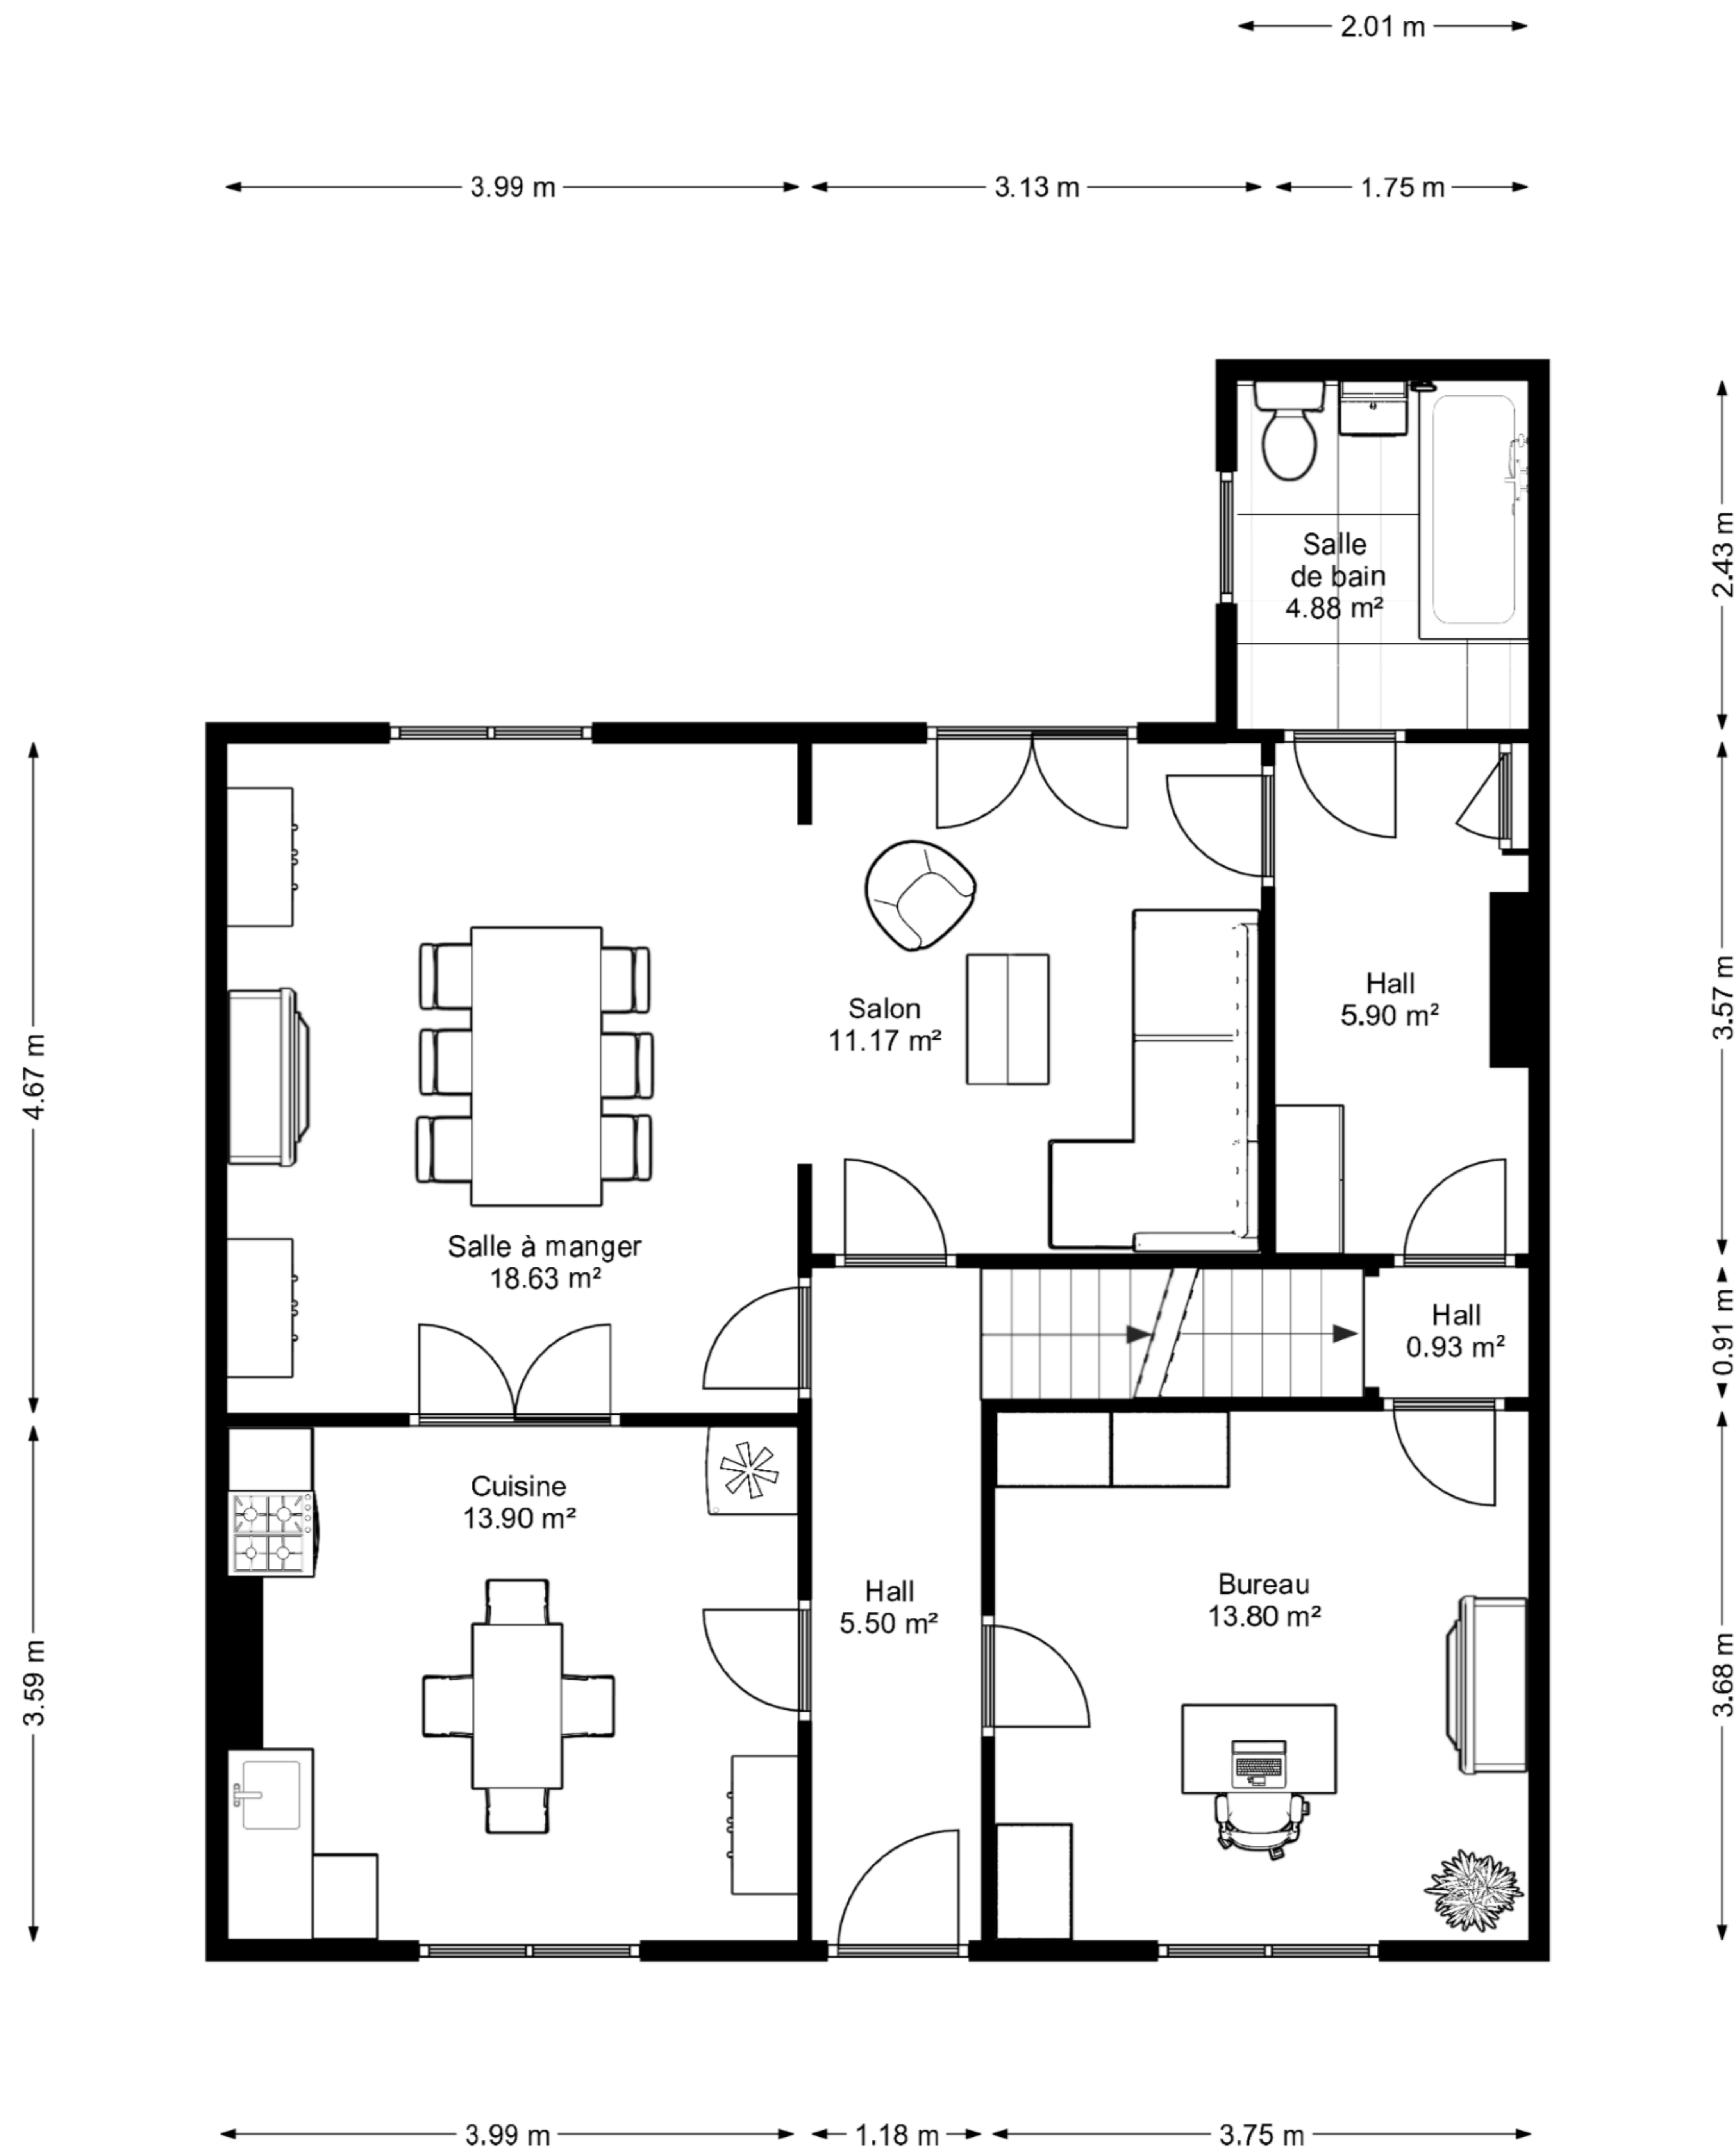 2.01 m
3.99 m
3.13 m
1.75 m
Salle
de bain
4.88 m²
2.43 m
Hall
5.90 m²
3.57 m
Salon
11.17 m²
4.67 m
Salle à manger
18.63 m²
Hall
0.93 m²
0.91 m
Cuisine
13.90 m²
Hall
5.50 m²
Bureau
13.80 m²
3.59 m
3.68 m
3.99 m
1.18 m
3.75 m